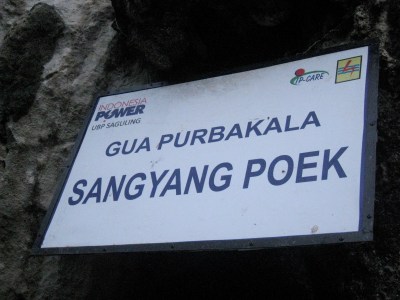 INDONESIA
POWER
UBP SAGULING
IP-CARE
GUA PURBAKALA
SANGYANG POEK